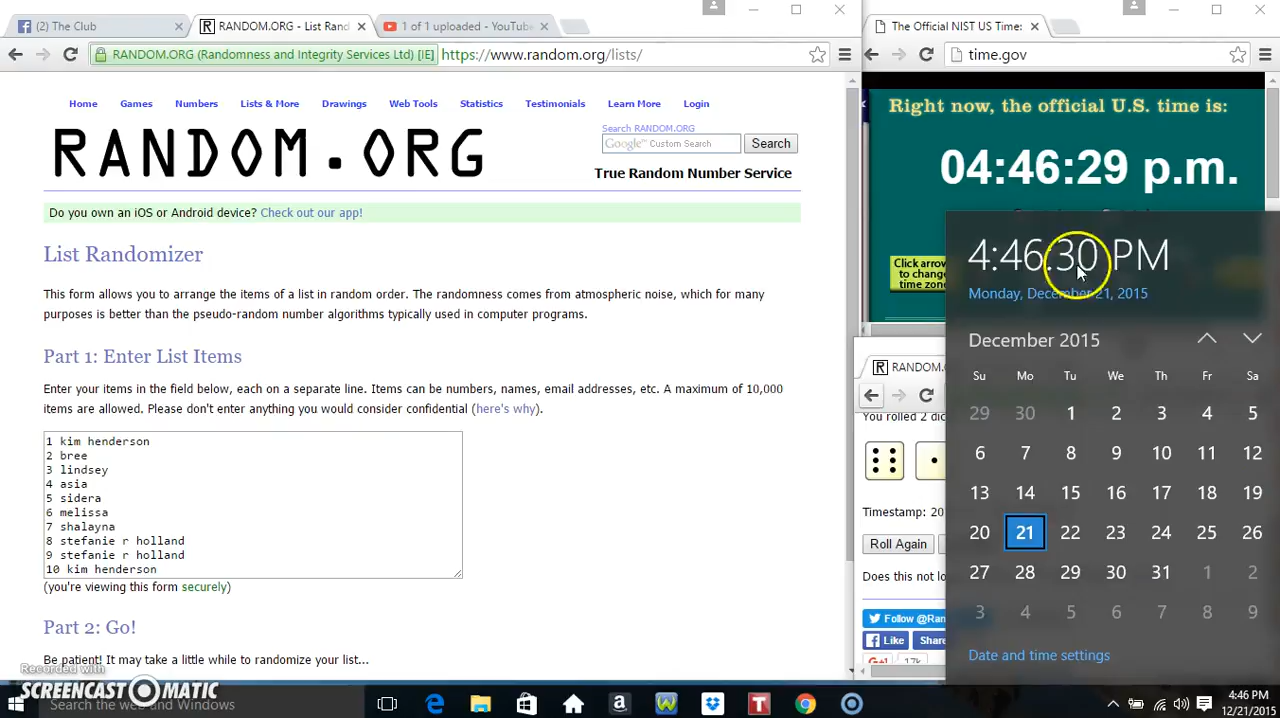 (2) The Club
RANDOM.ORG - List Rand
1 of 1 uploaded - YouTube
RANDOM.ORG (Randomness and Integrity Services Ltd) [IE]
https://www.random.org/lists/
Home Games Numbers Lists & More Drawings Web Tools Statistics Testimonials Learn More Login
RANDOM.ORG
Search RANDOM.ORG
Google™ Custom Search
Search
True Random Number Service
Do you own an iOS or Android device? Check out our app!
List Randomizer
This form allows you to arrange the items of a list in random order. The randomness comes from atmospheric noise, which for many
purposes is better than the pseudo-random number algorithms typically used in computer programs.
Part 1: Enter List Items
Enter your items in the field below, each on a separate line. Items can be numbers, names, email addresses, etc. A maximum of 10,000
items are allowed. Please don't enter anything you would consider confidential (here's why).
1 kim henderson
2 bree
3 lindsey
4 asia
5 sidera
6 melissa
7 shalayna
8 stefanie r holland
9 stefanie r holland
10 kim henderson
(you're viewing this form securely)
Part 2: Go!
Be patient! It may take a little while to randomize your list...
The Official NIST US Time:
time.gov
Right now, the official U.S. time is:
04:46:29 p.m.
Click arrow
to change
time zone
RANDOM.
You rolled 2 dic
Timestamp: 20
Roll Again
Does this not lo
Follow @Ran
Like
Share
G+1
17k
4:46:30 PM
Monday, December 21, 2015
December 2015
Su Mo Tu We Th Fr Sa
29 30 1 2 3 4 5
6 7 8 9 10 11 12
13 14 15 16 17 18 19
20 21 22 23 24 25 26
27 28 29 30 31 1 2
3 4 5 6 7 8 9
Date and time settings
Recorded with
SCREENCAST-O-MATIC
Search the web and Windows
4:46 PM
12/21/2015